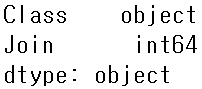 Class    object
Join      int64
dtype: object